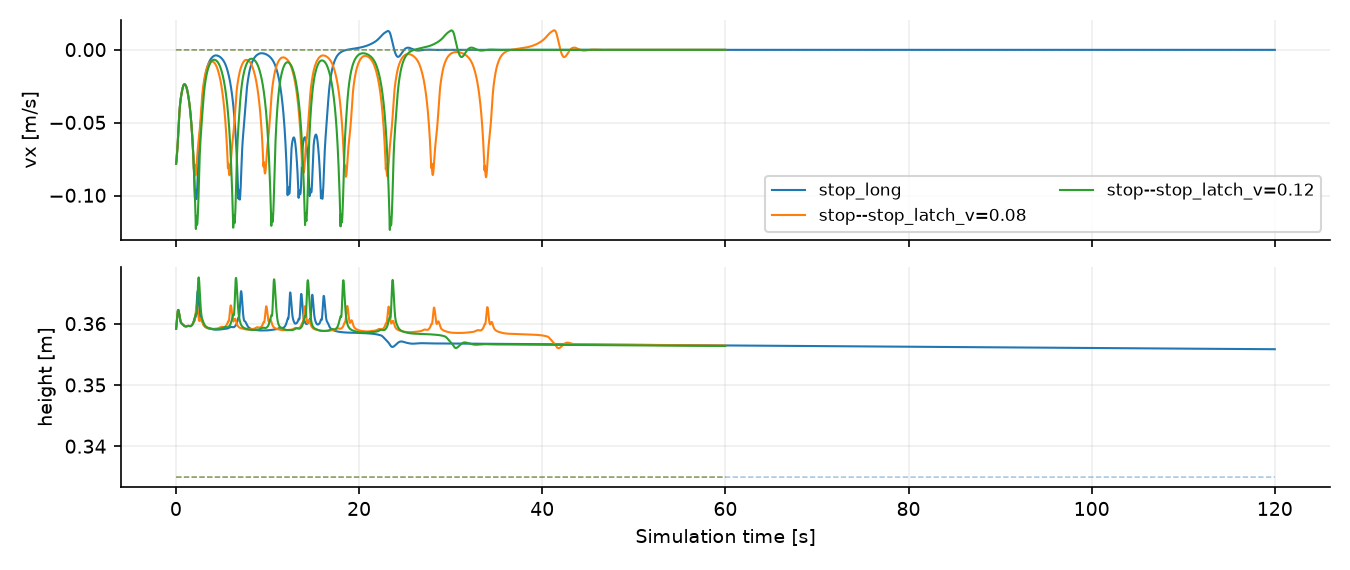 0.00
−0.05
−0.10
vx [m/s]
stop_long
stop--stop_latch_v=0.08
stop--stop_latch_v=0.12
0.36
0.35
0.34
height [m]
0 20 40 60 80 100 120
Simulation time [s]